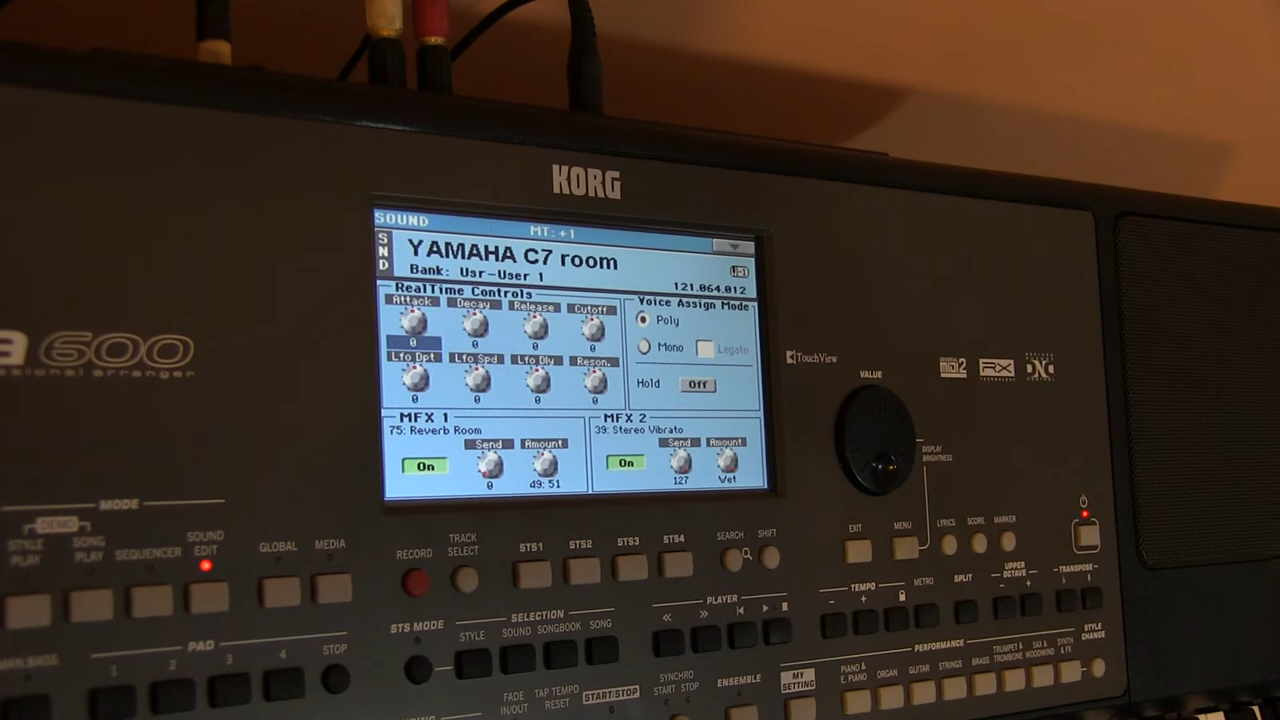 KORG
SOUND
MT: +1
SND
YAMAHA C7 room
Bank: Usr-User 1
121.064.012
RealTime Controls
Attack Decay Release Cutoff
0 0 0 0
Lfo Dpt Lfo Spd Lfo Dly Reson.
0 0 0 0
Voice Assign Mode
Poly
Mono Legato
Hold Off
MFX 1
75: Reverb Room
Send Amount
On
0 49: 51
MFX 2
39: Stereo Vibrato
Send Amount
On
127 Wet
a 600
sional arranger
TouchView
MIDI2
RX
DNC
VALUE
DISPLAY
BRIGHTNESS
MODE
DEMO
STYLE PLAY
SONG PLAY
SEQUENCER
SOUND EDIT
GLOBAL
MEDIA
RECORD
TRACK SELECT
STS1
STS2
STS3
STS4
SEARCH
SHIFT
EXIT
MENU
LYRICS
SCORE
MARKER
PAD
1 2 3 4 STOP
STS MODE
SELECTION
STYLE SOUND SONGBOOK SONG
PLAYER
TEMPO
- +
METRO
SPLIT
UPPER OCTAVE
- +
TRANSPOSE
FADE IN/OUT
TAP TEMPO RESET
START/STOP
SYNCHRO
START STOP
ENSEMBLE
MY SETTING
PERFORMANCE
PIANO & E. PIANO
ORGAN
GUITAR
STRINGS
BRASS
TRUMPET & TROMBONE
SAX & WOODWIND
SYNTH & FX
STYLE CHANGE